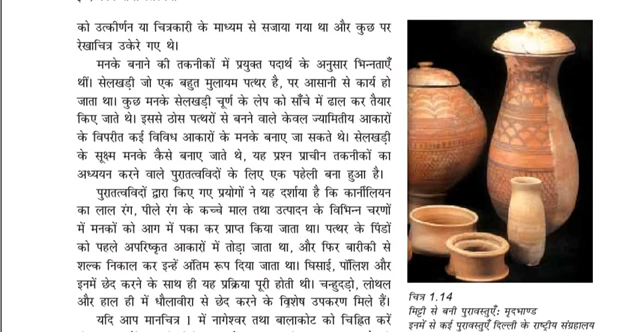 को उत्कीर्णन या चित्रकारी के माध्यम से सजाया गया था और कुछ पर
रेखाचित्र उकेरे गए थे।
मनके बनाने की तकनीकों में प्रयुक्त पदार्थ के अनुसार भिन्नताएँ
थीं। सेलखड़ी जो एक बहुत मुलायम पत्थर है, पर आसानी से कार्य हो
जाता था। कुछ मनके सेलखड़ी चूर्ण के लेप को साँचे में ढाल कर तैयार
किए जाते थे। इससे ठोस पत्थरों से बनने वाले केवल ज्यामितीय आकारों
के विपरीत कई विविध आकारों के मनके बनाए जा सकते थे। सेलखड़ी
के सूक्ष्म मनके कैसे बनाए जाते थे, यह प्रश्न प्राचीन तकनीकों का
अध्ययन करने वाले पुरातत्वविदों के लिए एक पहेली बना हुआ है।
पुरातत्वविदों द्वारा किए गए प्रयोगों ने यह दर्शाया है कि कार्नीलियन
का लाल रंग, पीले रंग के कच्चे माल तथा उत्पादन के विभिन्न चरणों
में मनकों को आग में पका कर प्राप्त किया जाता था। पत्थर के पिंडों
को पहले अपरिष्कृत आकारों में तोड़ा जाता था, और फिर बारीकी से
शल्क निकाल कर इन्हें अंतिम रूप दिया जाता था। घिसाई, पॉलिश और
इनमें छेद करने के साथ ही यह प्रक्रिया पूरी होती थी। चन्हुदड़ो, लोथल
और हाल ही में धौलावीरा से छेद करने के विशेष उपकरण मिले हैं।
यदि आप मानचित्र 1 में नागेश्वर तथा बालाकोट को चिह्नित करें
चित्र 1.14
मिट्टी से बनी पुरावस्तुएँ: मृदभाण्ड
इनमें से कई पुरावस्तुएँ दिल्ली के राष्ट्रीय संग्रहालय